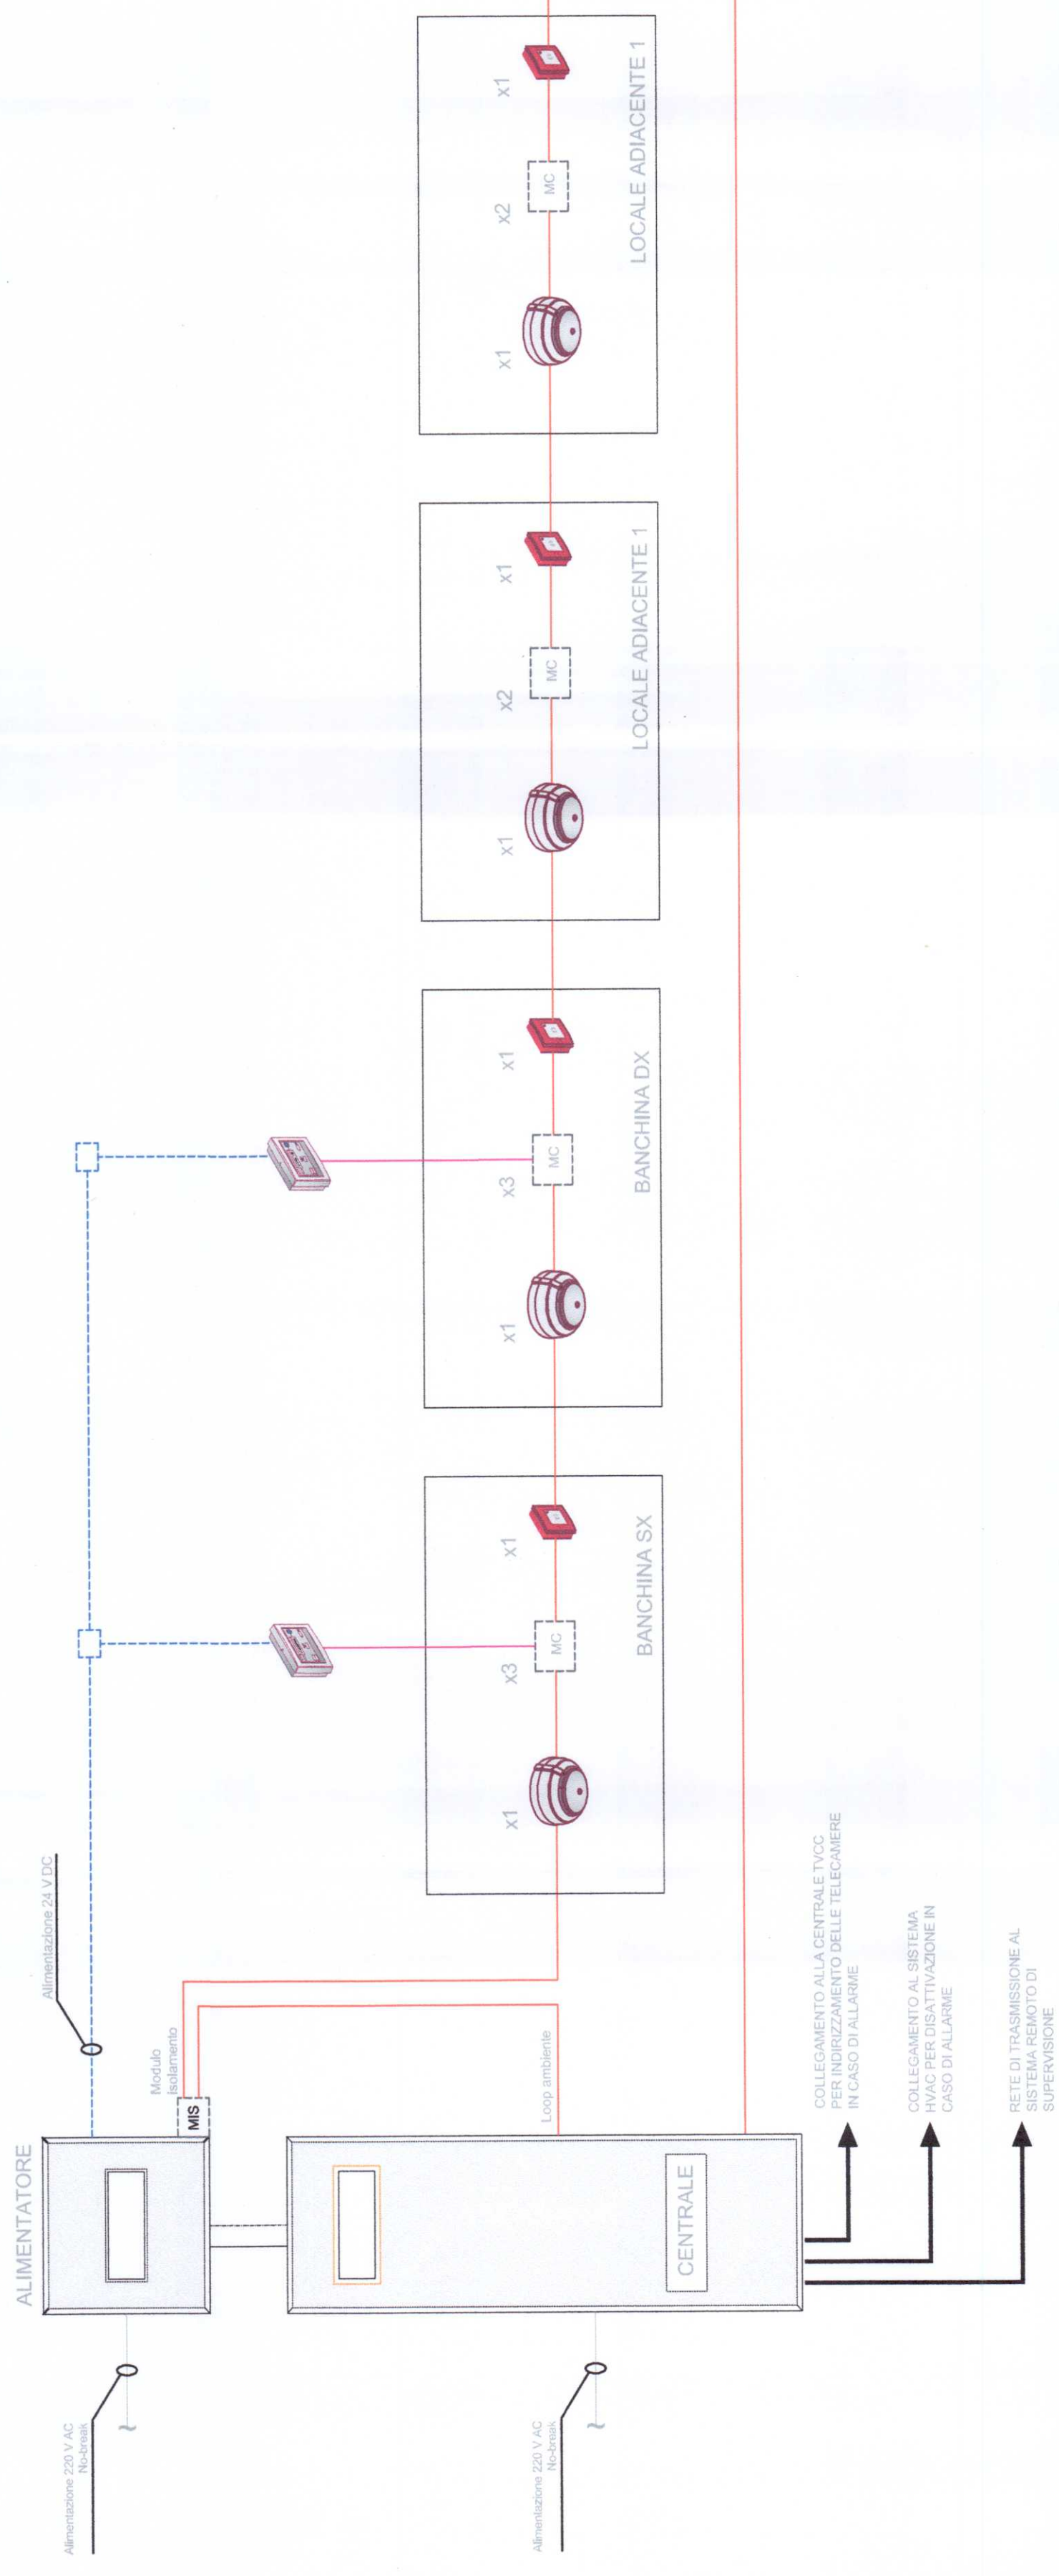 ALIMENTATORE
Alimentazione 220 V AC
No-break
Alimentazione 24 V DC
Modulo
isolamento
MIS
Alimentazione 220 V AC
No-break
CENTRALE
Loop ambiente
x1
x3
x1
MC
BANCHINA SX
x1
x3
x1
MC
BANCHINA DX
x1
x2
x1
MC
LOCALE ADIACENTE 1
x1
x2
x1
MC
LOCALE ADIACENTE 1
COLLEGAMENTO ALLA CENTRALE TVCC
PER INDIRIZZAMENTO DELLE TELECAMERE
IN CASO DI ALLARME
COLLEGAMENTO AL SISTEMA
HVAC PER DISATTIVAZIONE IN
CASO DI ALLARME
RETE DI TRASMISSIONE AL
SISTEMA REMOTO DI
SUPERVISIONE